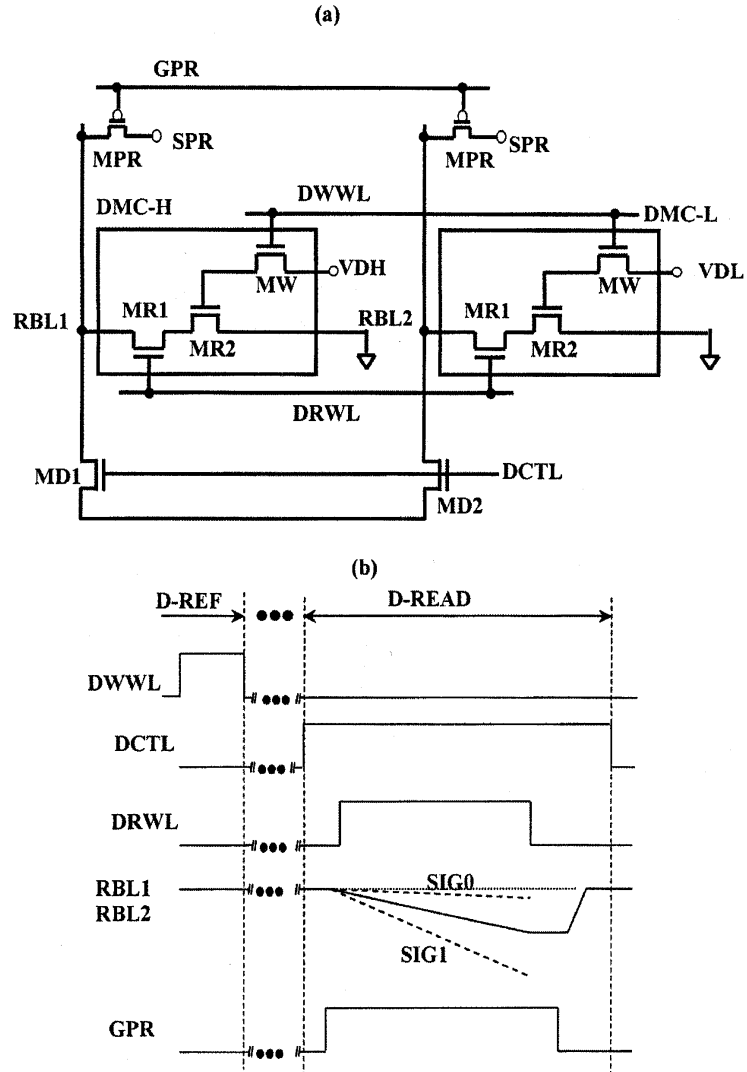 (a)
GPR
SPR
SPR
MPR
MPR
DWWL
DMC-H
DMC-L
VDH
VDL
MW
MW
RBL1
MR1
RBL2
MR1
MR2
MR2
DRWL
MD1
DCTL
MD2
(b)
D-REF
D-READ
DWWL
DCTL
DRWL
RBL1
SIG0
RBL2
SIG1
GPR